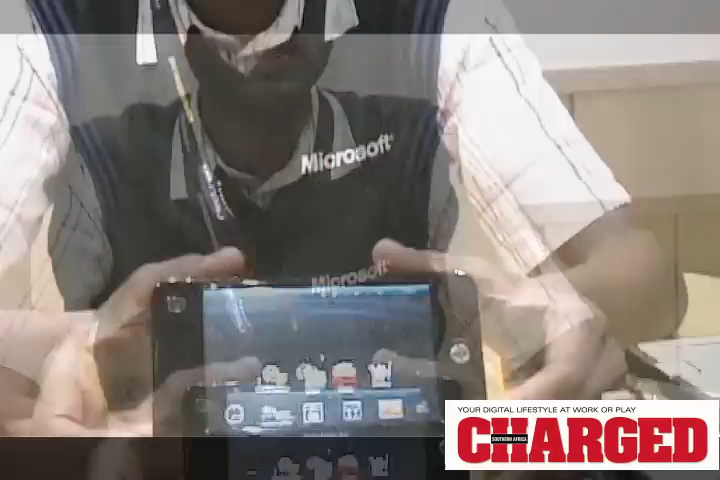 Microsoft
Microsoft
YOUR DIGITAL LIFESTYLE AT WORK OR PLAY
CHARGED
SOUTHERN AFRICA